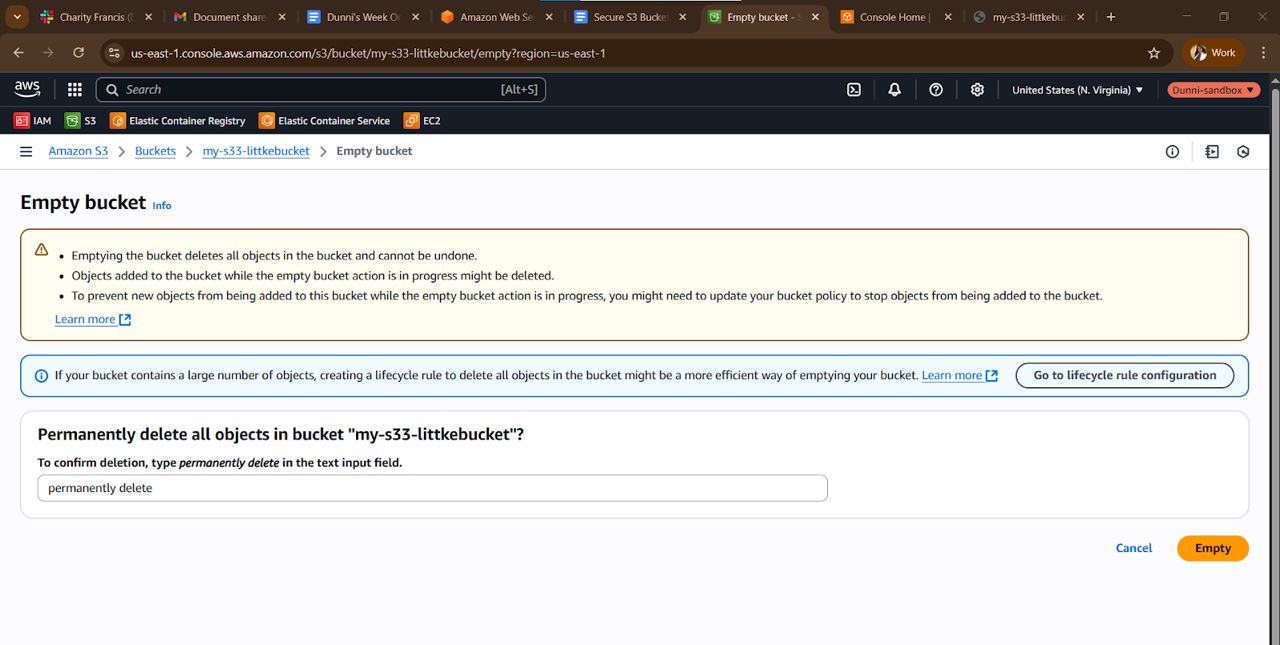 Charity Francis (D
Document share
Dunni's Week On
Amazon Web Se
Secure S3 Bucket
Empty bucket - S
Console Home |
my-s33-littkebuc
us-east-1.console.aws.amazon.com/s3/bucket/my-s33-littkebucket/empty?region=us-east-1
Work
aws
Search
[Alt+S]
United States (N. Virginia)
Dunni-sandbox
IAM
S3
Elastic Container Registry
Elastic Container Service
EC2
Amazon S3 > Buckets > my-s33-littkebucket > Empty bucket
Empty bucket Info
• Emptying the bucket deletes all objects in the bucket and cannot be undone.
• Objects added to the bucket while the empty bucket action is in progress might be deleted.
• To prevent new objects from being added to this bucket while the empty bucket action is in progress, you might need to update your bucket policy to stop objects from being added to the bucket.
Learn more
If your bucket contains a large number of objects, creating a lifecycle rule to delete all objects in the bucket might be a more efficient way of emptying your bucket. Learn more
Go to lifecycle rule configuration
Permanently delete all objects in bucket "my-s33-littkebucket"?
To confirm deletion, type permanently delete in the text input field.
permanently delete
Cancel
Empty